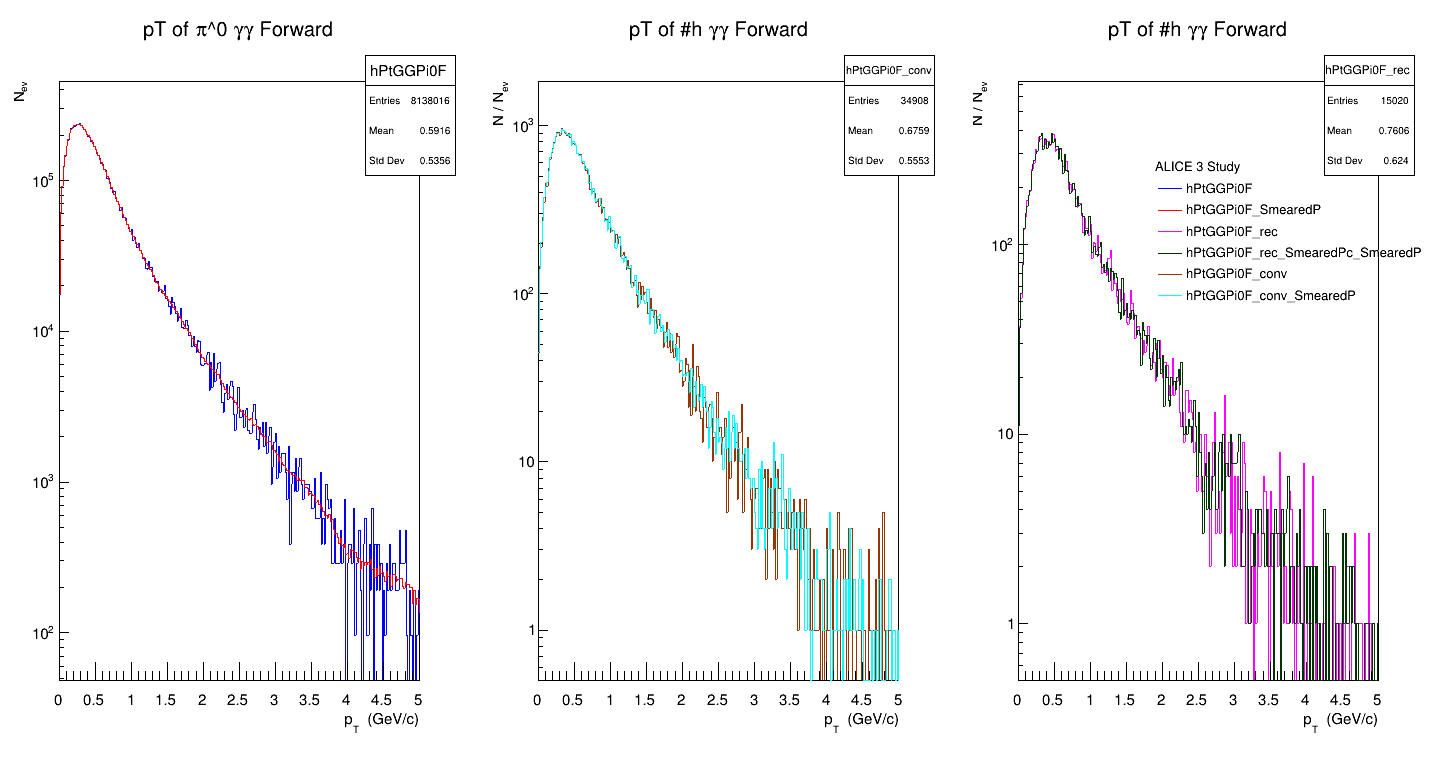 pT of π^0 γγ Forward
N_ev
hPtGGPi0F
Entries 8138016
Mean 0.5916
Std Dev 0.5356
10^5
10^4
10^3
10^2
0 0.5 1 1.5 2 2.5 3 3.5 4 4.5 5
p_T (GeV/c)
pT of #h γγ Forward
N / N_ev
hPtGGPi0F_conv
Entries 34908
Mean 0.6759
Std Dev 0.5553
10^3
10^2
10
1
0 0.5 1 1.5 2 2.5 3 3.5 4 4.5 5
p_T (GeV/c)
pT of #h γγ Forward
N / N_ev
hPtGGPi0F_rec
Entries 15020
Mean 0.7606
Std Dev 0.624
ALICE 3 Study
hPtGGPi0F
hPtGGPi0F_SmearedP
hPtGGPi0F_rec
hPtGGPi0F_rec_SmearedPc_SmearedP
hPtGGPi0F_conv
hPtGGPi0F_conv_SmearedP
10^2
10
1
0 0.5 1 1.5 2 2.5 3 3.5 4 4.5 5
p_T (GeV/c)